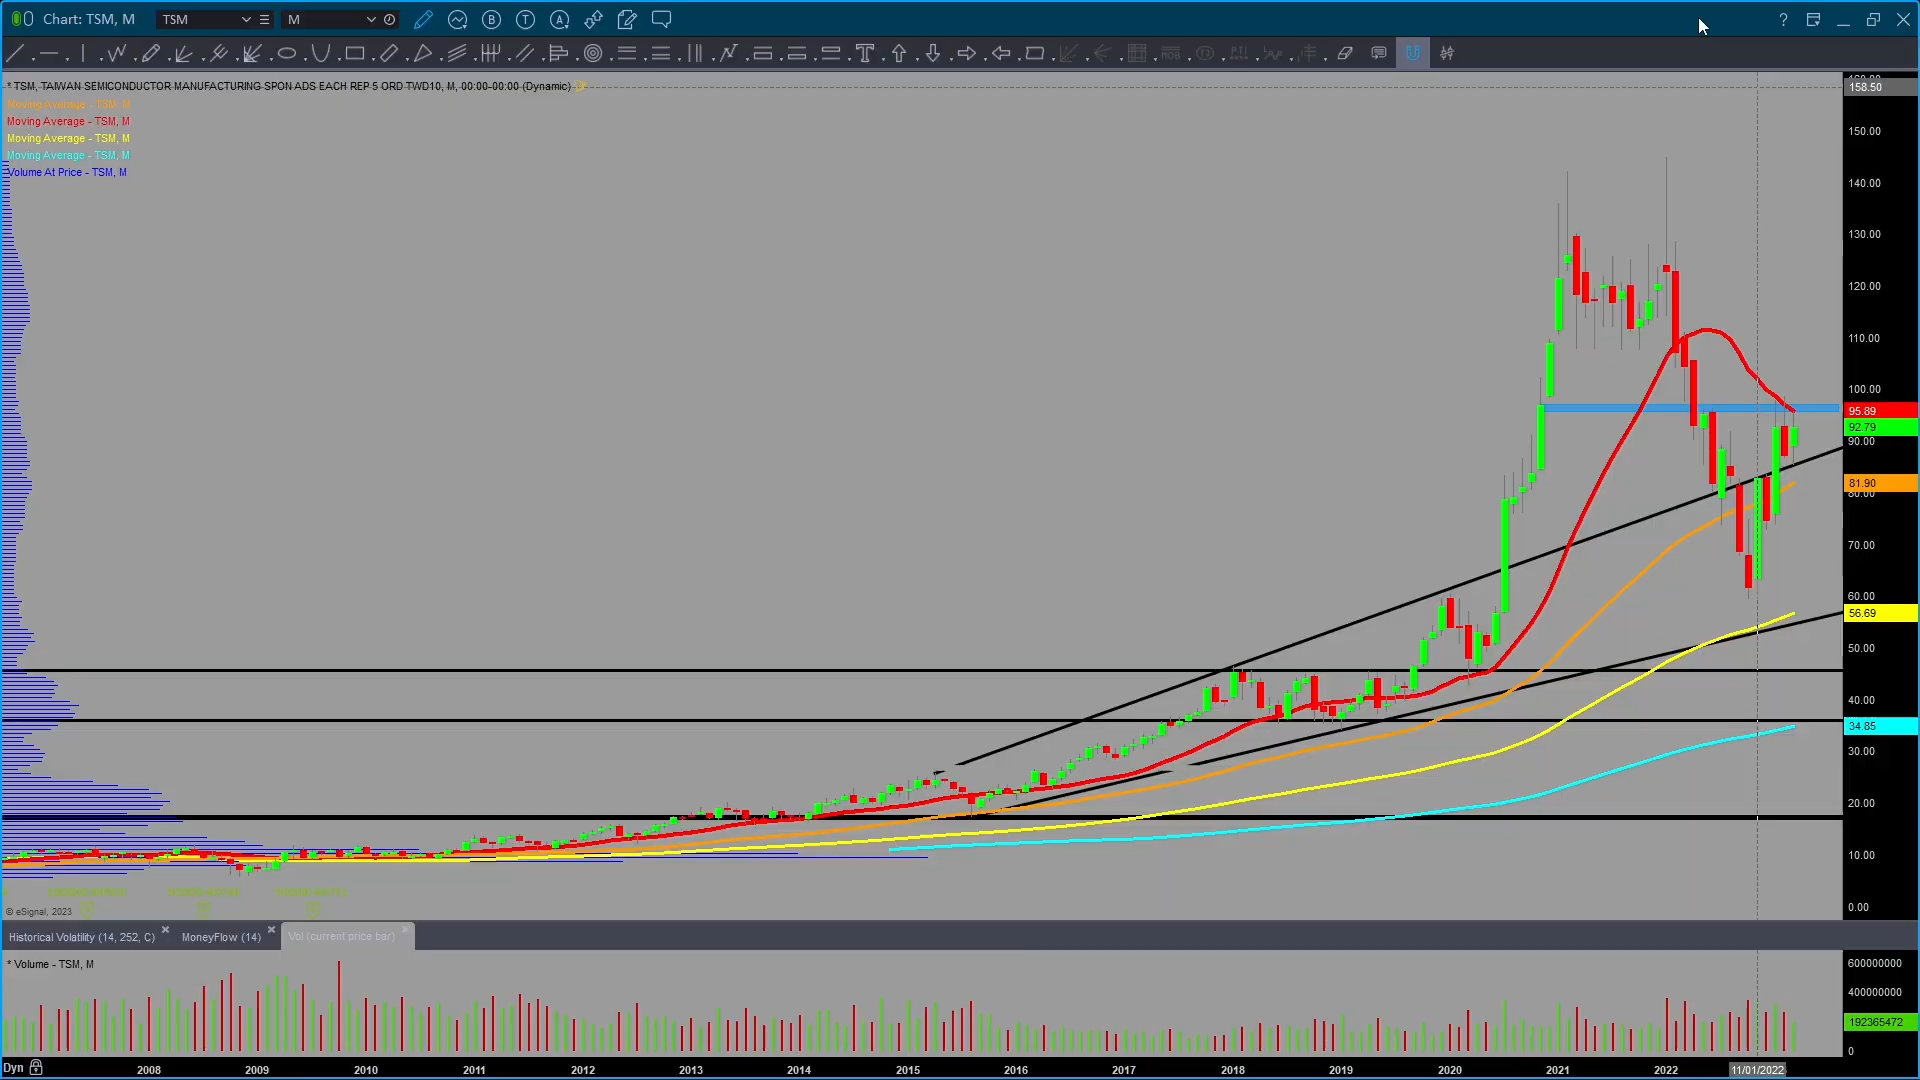 Chart: TSM, M
TSM
M
B
T
A
?
* TSM, TAIWAN SEMICONDUCTOR MANUFACTURING SPON ADS EACH REP 5 ORD TWD10, M, 00:00-00:00 (Dynamic)
Moving Average - TSM, M
Moving Average - TSM, M
Moving Average - TSM, M
Moving Average - TSM, M
Volume At Price - TSM, M
158.50
150.00
140.00
130.00
120.00
110.00
100.00
95.89
92.79
90.00
81.90
80.00
70.00
60.00
56.69
50.00
40.00
34.85
30.00
20.00
10.00
0.00
© eSignal, 2023
Historical Volatility (14, 252, C)
MoneyFlow (14)
Vol (current price bar)
* Volume - TSM, M
600000000
400000000
192365472
0
Dyn
2008
2009
2010
2011
2012
2013
2014
2015
2016
2017
2018
2019
2020
2021
2022
11/01/2022